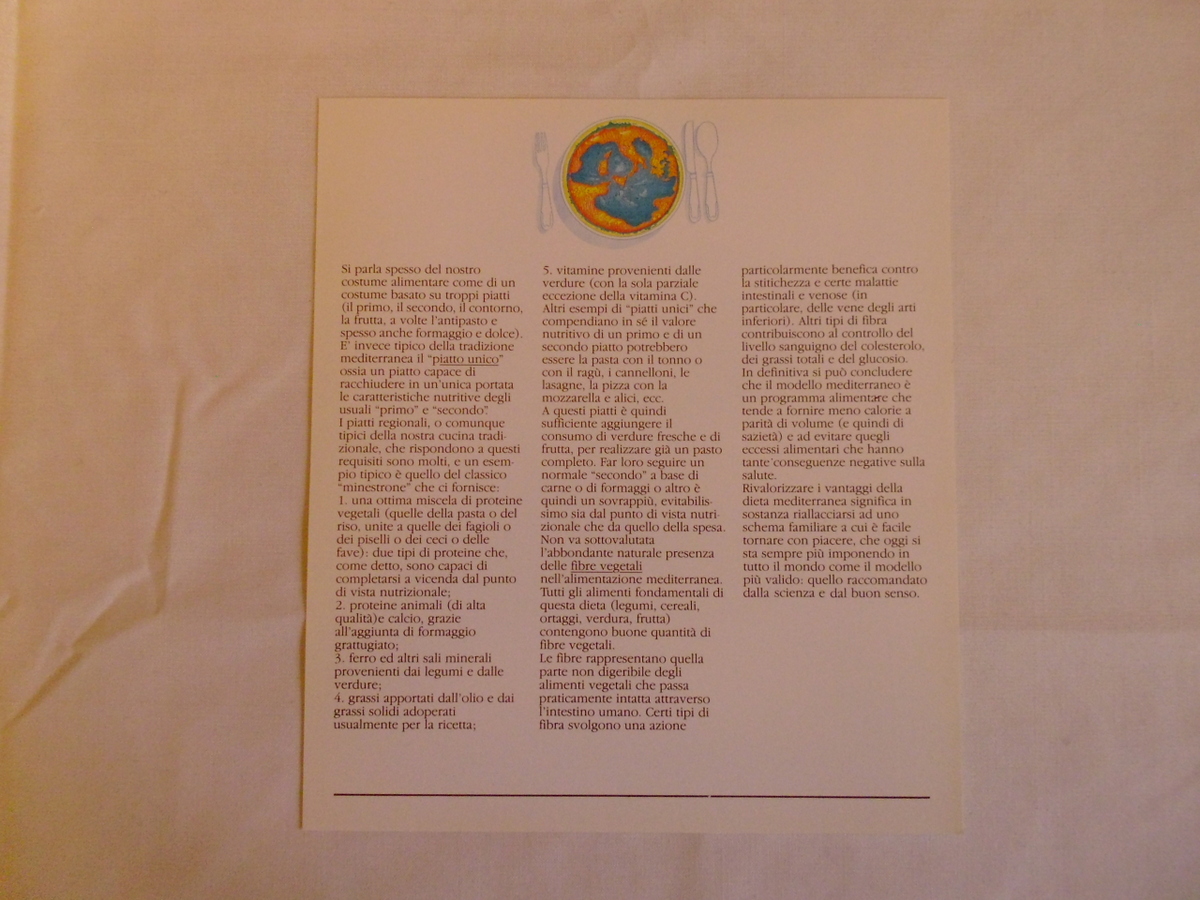 Si parla spesso del nostro
costume alimentare come di un
costume basato su troppi piatti
(il primo, il secondo, il contorno,
la frutta, a volte l'antipasto e
spesso anche formaggio e dolce).
E' invece tipico della tradizione
mediterranea il "piatto unico"
ossia un piatto capace di
racchiudere in un'unica portata
le caratteristiche nutritive degli
usuali "primo" e "secondo".
I piatti regionali, o comunque
tipici della nostra cucina tradi-
zionale, che rispondono a questi
requisiti sono molti, e un esem-
pio tipico è quello del classico
"minestrone" che ci fornisce:
1. una ottima miscela di proteine
vegetali (quelle della pasta o del
riso, unite a quelle dei fagioli o
dei piselli o dei ceci o delle
fave): due tipi di proteine che,
come detto, sono capaci di
completarsi a vicenda dal punto
di vista nutrizionale;
2. proteine animali (di alta
qualità)e calcio, grazie
all'aggiunta di formaggio
grattugiato;
3. ferro ed altri sali minerali
provenienti dai legumi e dalle
verdure;
4. grassi apportati dall'olio e dai
grassi solidi adoperati
usualmente per la ricetta;
5. vitamine provenienti dalle
verdure (con la sola parziale
eccezione della vitamina C).
Altri esempi di "piatti unici" che
compendiano in sé il valore
nutritivo di un primo e di un
secondo piatto potrebbero
essere la pasta con il tonno o
con il ragù, i cannelloni, le
lasagne, la pizza con la
mozzarella e alici, ecc.
A questi piatti è quindi
sufficiente aggiungere il
consumo di verdure fresche e di
frutta, per realizzare già un pasto
completo. Far loro seguire un
normale "secondo" a base di
carne o di formaggi o altro è
quindi un sovrappiù, evitabilis-
simo sia dal punto di vista nutri-
zionale che da quello della spesa.
Non va sottovalutata
l'abbondante naturale presenza
delle fibre vegetali
nell'alimentazione mediterranea.
Tutti gli alimenti fondamentali di
questa dieta (legumi, cereali,
ortaggi, verdura, frutta)
contengono buone quantità di
fibre vegetali.
Le fibre rappresentano quella
parte non digeribile degli
alimenti vegetali che passa
praticamente intatta attraverso
l'intestino umano. Certi tipi di
fibra svolgono una azione
particolarmente benefica contro
la stitichezza e certe malattie
intestinali e venose (in
particolare, delle vene degli arti
inferiori). Altri tipi di fibra
contribuiscono al controllo del
livello sanguigno del colesterolo,
dei grassi totali e del glucosio.
In definitiva si può concludere
che il modello mediterraneo è
un programma alimentare che
tende a fornire meno calorie a
parità di volume (e quindi di
sazietà) e ad evitare quegli
eccessi alimentari che hanno
tante conseguenze negative sulla
salute.
Rivalorizzare i vantaggi della
dieta mediterranea significa in
sostanza riallacciarsi ad uno
schema familiare a cui è facile
tornare con piacere, che oggi si
sta sempre più imponendo in
tutto il mondo come il modello
più valido: quello raccomandato
dalla scienza e dal buon senso.